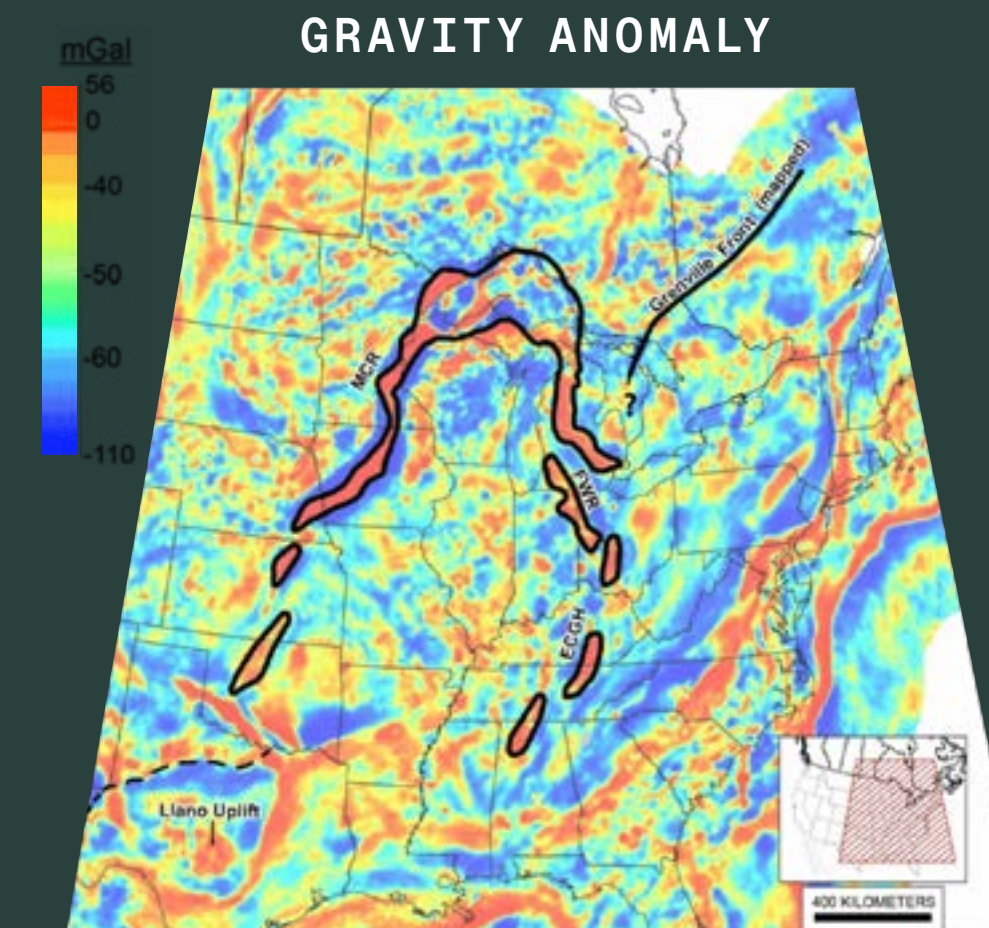 GRAVITY ANOMALY
mGal
56
0
-40
-50
-60
-110
Grenville Front (mapped)
MCR
?
FWR
ECGH
Llano Uplift
400 KILOMETERS